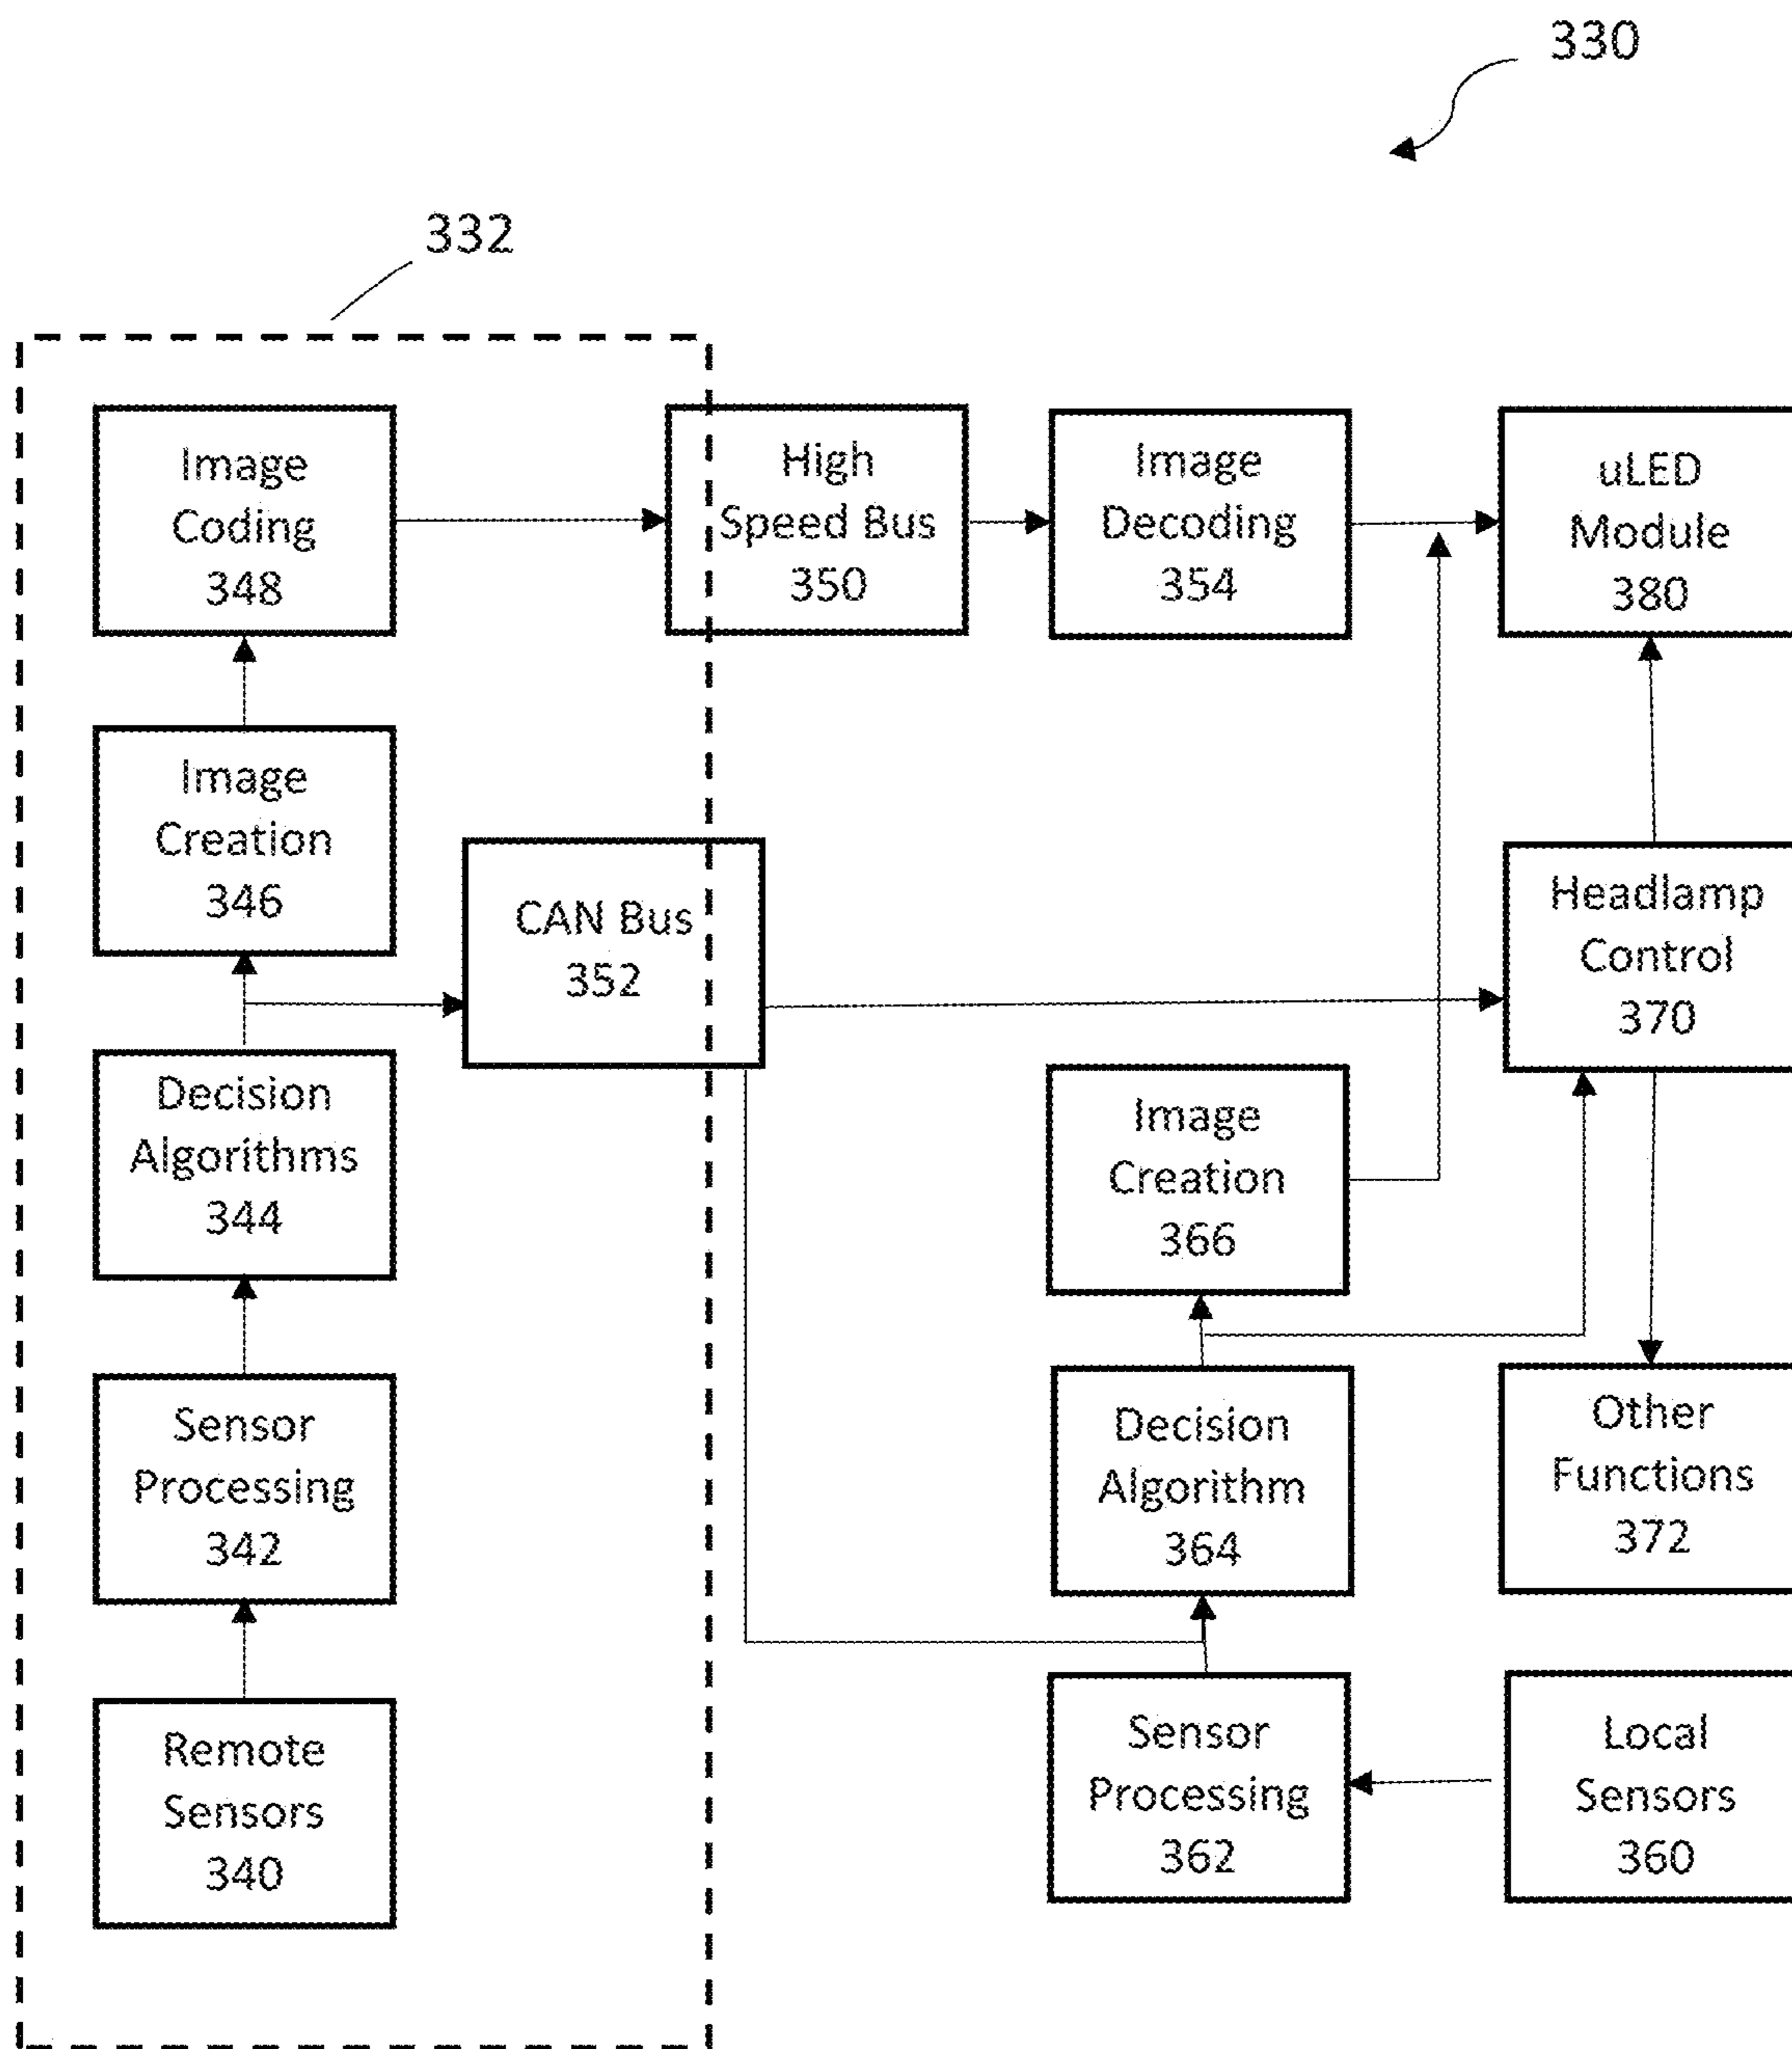 330
332
Image
Coding
348
High
Speed Bus
350
Image
Decoding
354
uLED
Module
380
Image
Creation
346
CAN Bus
352
Headlamp
Control
370
Decision
Algorithms
344
Image
Creation
366
Sensor
Processing
342
Decision
Algorithm
364
Other
Functions
372
Remote
Sensors
340
Sensor
Processing
362
Local
Sensors
360